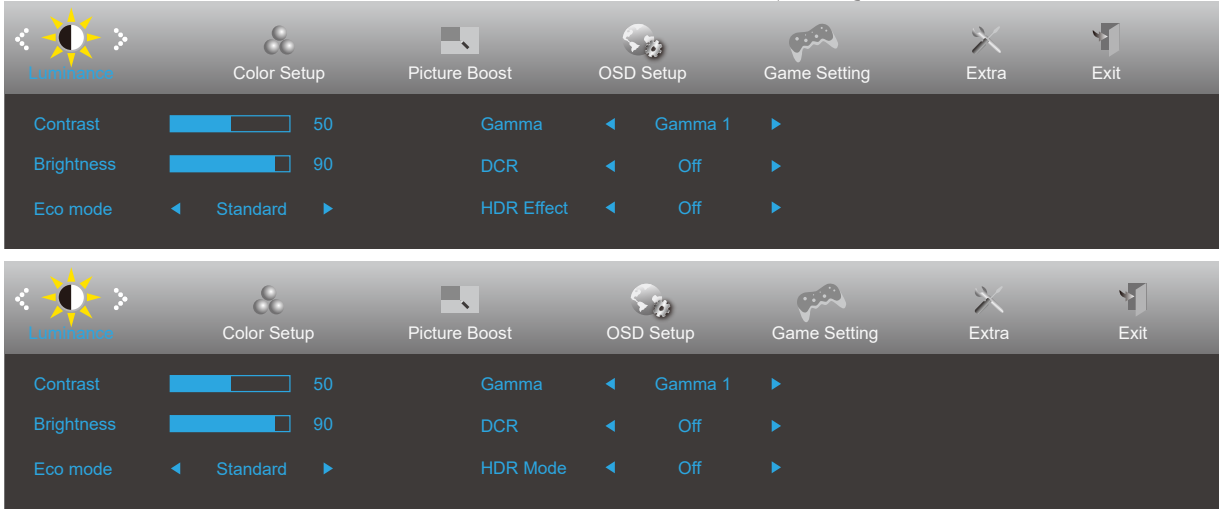 Luminance Color Setup Picture Boost OSD Setup Game Setting Extra Exit
Contrast 50 Gamma Gamma 1
Brightness 90 DCR Off
Eco mode Standard HDR Effect Off
Luminance Color Setup Picture Boost OSD Setup Game Setting Extra Exit
Contrast 50 Gamma Gamma 1
Brightness 90 DCR Off
Eco mode Standard HDR Mode Off